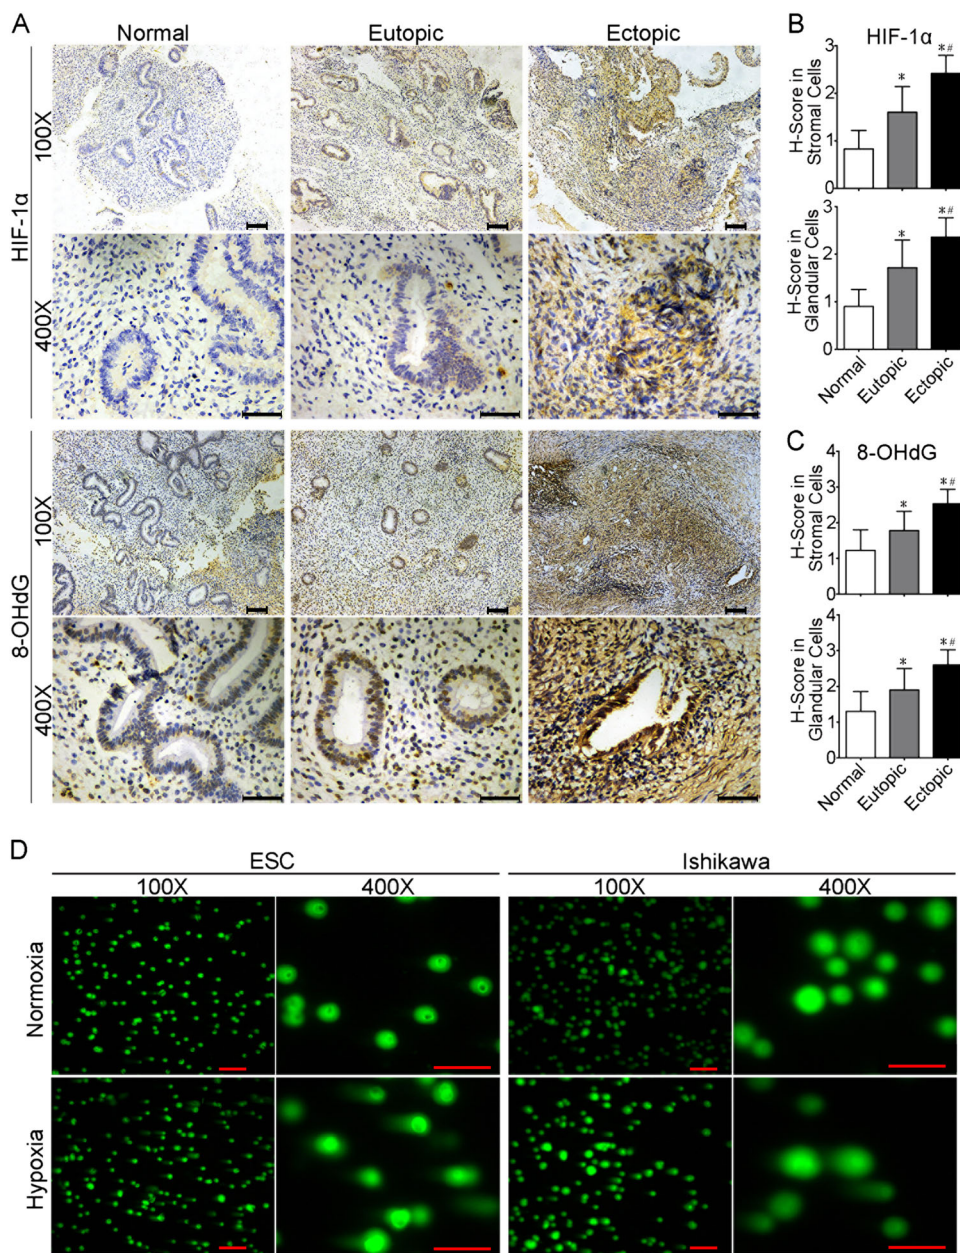 A
Normal
Eutopic
Ectopic
HIF-1α
100X
400X
8-OHdG
100X
400X
B
HIF-1α
H-Score in
Stromal Cells
3
2
1
0
*
*#
H-Score in
Glandular Cells
3
2
1
0
*
*#
Normal
Eutopic
Ectopic
C
8-OHdG
H-Score in
Stromal Cells
4
3
2
1
0
*
*#
H-Score in
Glandular Cells
4
3
2
1
0
*
*#
Normal
Eutopic
Ectopic
D
ESC
Ishikawa
100X
400X
100X
400X
Normoxia
Hypoxia